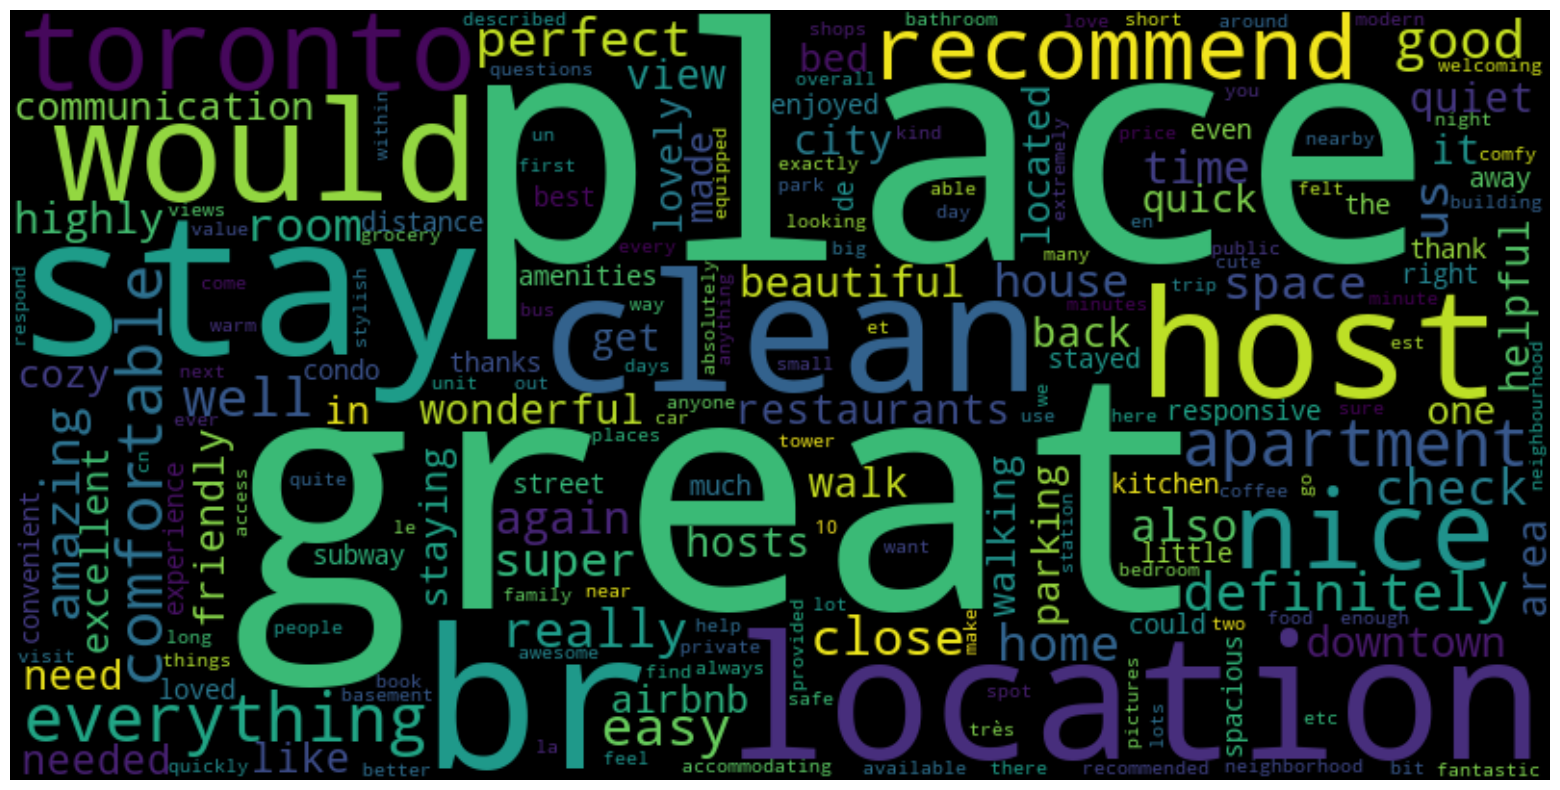 described
bathroom
love
short
around
modern
toronto
perfect
shops
recommend
good
questions
view
bed
welcoming
overall
communication
would
within
place
lovely
enjoyed
you
quiet
un
made
equipped
city
kind
located
price
even
nearby
night
first
exactly
de
able
extremely
time
felt
it
comfy
best
park
looking
day
en
quick
the
us
away
building
highly
views
room
distance
value
grocery
every
big
many
public
cute
thank
right
stay
amenities
beautiful
house
trip
space
helpful
respond
come
stylish
way
absolutely
anything
minutes
minute
warm
bus
clean
et
back
host
est
comfortable
get
thanks
days
small
stayed
cozy
next
condo
unit
out
well
in
wonderful
anyone
car
restaurants
use
we
here
responsive
sure
one
neighbourhood
ever
places
tower
amazing
cn
friendly
great
apartment
excellent
experience
access
quite
staying
street
much
walk
walking
parking
kitchen
coffee
go
check
convenient
again
10
station
also
nice
le
super
hosts
want
little
subway
bedroom
definitely
area
family
near
people
br
really
help
lot
close
make
home
could
two
food
enough
downtown
long
visit
things
awesome
private
provided
location
need
loved
book
basement
find
always
airbnb
safe
spot
pictures
lots
spacious
etc
everything
easy
très
needed
quickly
like
better
la
feel
accommodating
available
there
recommended
neighborhood
bit
fantastic